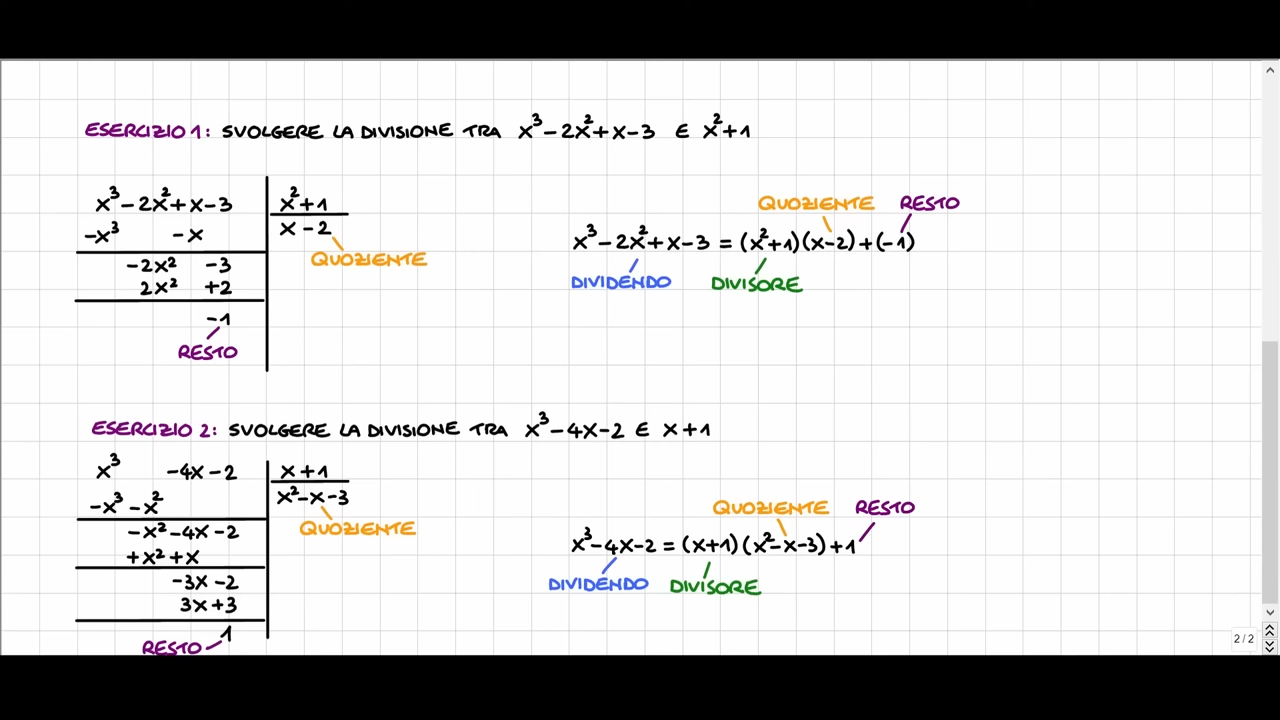 ESERCIZIO 1: SVOLGERE LA DIVISIONE TRA x³-2x²+x-3 E x²+1
x³-2x²+x-3 x²+1
-x³ -x x-2
QUOZIENTE
-2x² -3
2x² +2
-1
RESTO
QUOZIENTE RESTO
x³-2x²+x-3 = (x²+1)(x-2)+(-1)
DIVIDENDO DIVISORE
ESERCIZIO 2: SVOLGERE LA DIVISIONE TRA x³-4x-2 E x+1
x³ -4x-2 x+1
-x³-x² x²-x-3
QUOZIENTE
-x²-4x-2
+x²+x
-3x-2
3x+3
1
RESTO
QUOZIENTE RESTO
x³-4x-2 = (x+1)(x²-x-3)+1
DIVIDENDO DIVISORE
2 / 2